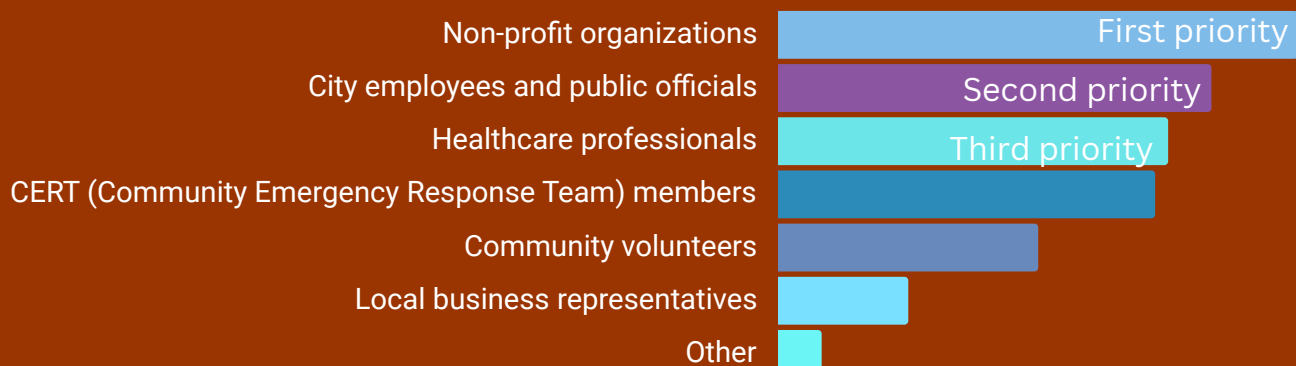 Non-profit organizations First priority
City employees and public officials Second priority
Healthcare professionals Third priority
CERT (Community Emergency Response Team) members
Community volunteers
Local business representatives
Other